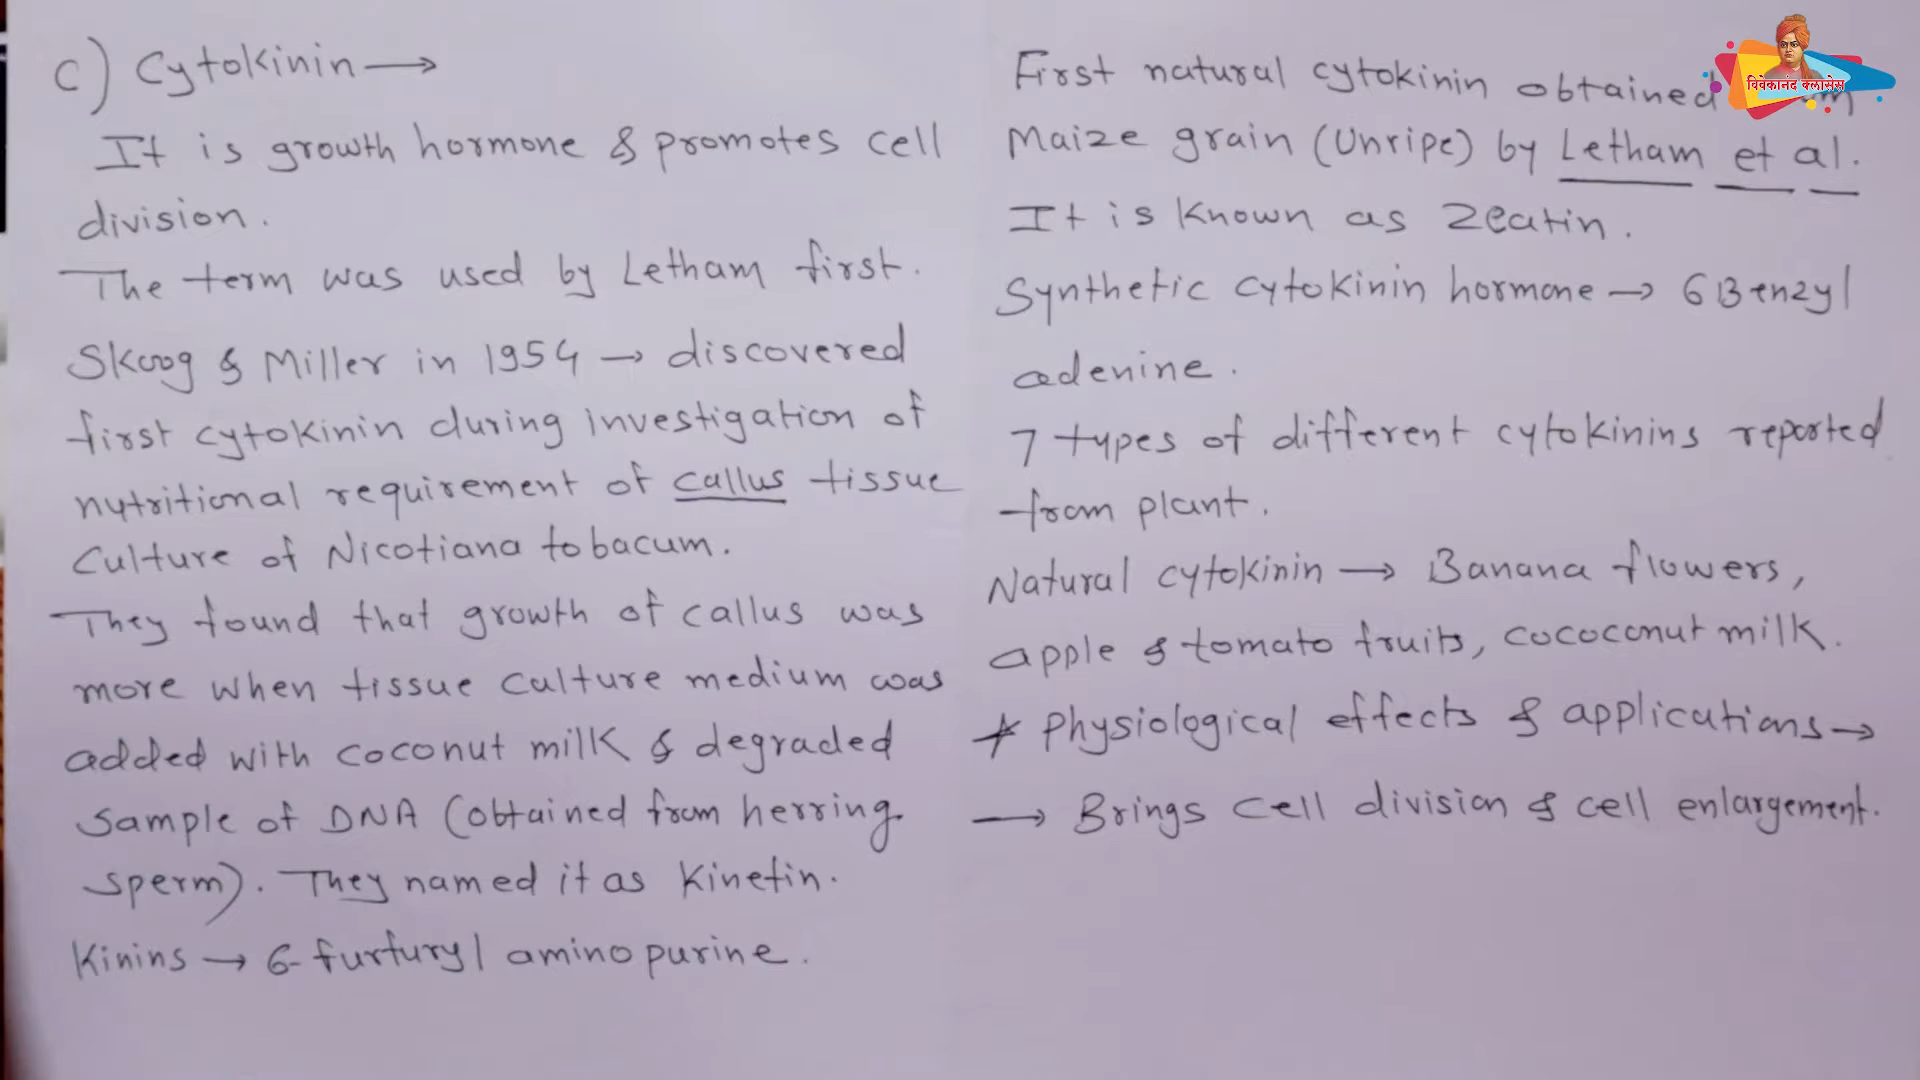 C) Cytokinin →
It is growth hormone & promotes cell
division.
The term was used by Letham first.
Skoog & Miller in 1954 → discovered
first cytokinin during investigation of
nutritional requirement of callus tissue
culture of Nicotiana tobacum.
They found that growth of callus was
more when tissue culture medium was
added with coconut milk & degraded
sample of DNA (obtained from herring
sperm). They named it as Kinetin.
Kinins → 6-furfuryl amino purine.
First natural cytokinin obtained
Maize grain (Unripe) by Letham et al.
It is known as Zeatin.
Synthetic cytokinin hormone → 6 Benzyl
adenine.
7 types of different cytokinins reported
from plant.
Natural cytokinin → Banana flowers,
apple & tomato fruits, cococonut milk.
* Physiological effects & applications →
→ Brings cell division & cell enlargement.
विवेकानंद क्लासेस